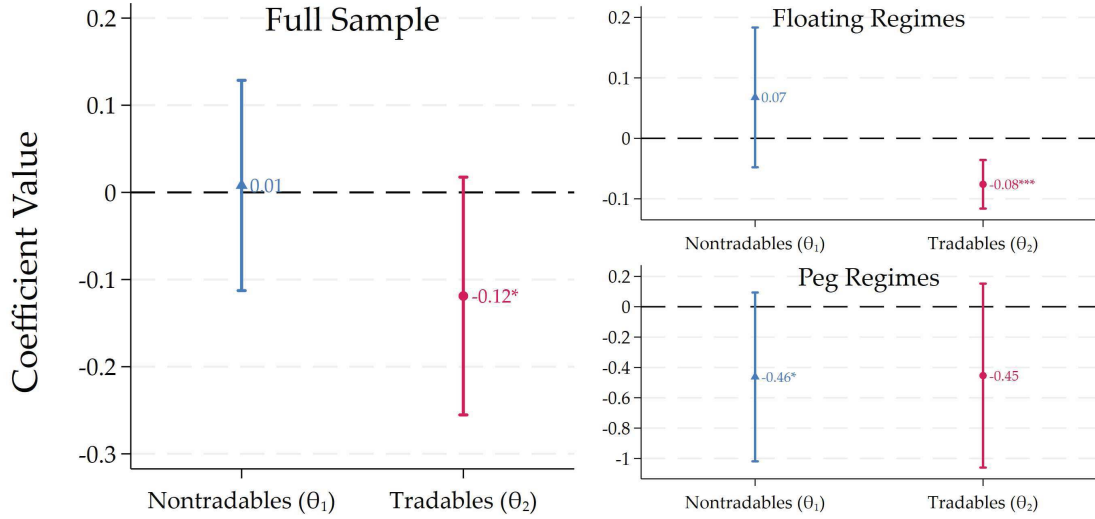 Full Sample
Coefficient Value
0.2
0.1
0
-0.1
-0.2
-0.3
0.01
-0.12*
Nontradables (θ₁)
Tradables (θ₂)
Floating Regimes
0.2
0.1
0
-0.1
0.07
-0.08***
Nontradables (θ₁)
Tradables (θ₂)
Peg Regimes
0.2
0
-0.2
-0.4
-0.6
-0.8
-1
-0.46*
-0.45
Nontradables (θ₁)
Tradables (θ₂)